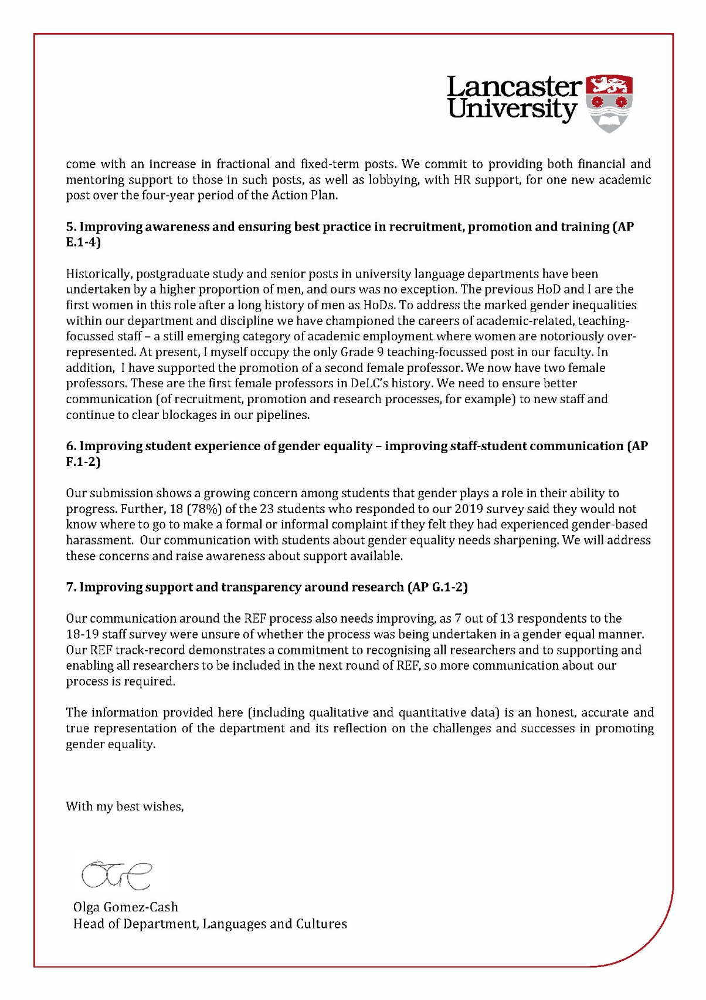 Lancaster
University
come with an increase in fractional and fixed-term posts. We commit to providing both financial and
mentoring support to those in such posts, as well as lobbying, with HR support, for one new academic
post over the four-year period of the Action Plan.
5. Improving awareness and ensuring best practice in recruitment, promotion and training (AP
E.1-4)
Historically, postgraduate study and senior posts in university language departments have been
undertaken by a higher proportion of men, and ours was no exception. The previous HoD and I are the
first women in this role after a long history of men as HoDs. To address the marked gender inequalities
within our department and discipline we have championed the careers of academic-related, teaching-
focussed staff – a still emerging category of academic employment where women are notoriously over-
represented. At present, I myself occupy the only Grade 9 teaching-focussed post in our faculty. In
addition,  I have supported the promotion of a second female professor. We now have two female
professors. These are the first female professors in DeLC's history. We need to ensure better
communication (of recruitment, promotion and research processes, for example) to new staff and
continue to clear blockages in our pipelines.
6. Improving student experience of gender equality – improving staff-student communication (AP
F.1-2)
Our submission shows a growing concern among students that gender plays a role in their ability to
progress. Further, 18 (78%) of the 23 students who responded to our 2019 survey said they would not
know where to go to make a formal or informal complaint if they felt they had experienced gender-based
harassment.  Our communication with students about gender equality needs sharpening. We will address
these concerns and raise awareness about support available.
7. Improving support and transparency around research (AP G.1-2)
Our communication around the REF process also needs improving, as 7 out of 13 respondents to the
18-19 staff survey were unsure of whether the process was being undertaken in a gender equal manner.
Our REF track-record demonstrates a commitment to recognising all researchers and to supporting and
enabling all researchers to be included in the next round of REF, so more communication about our
process is required.
The information provided here (including qualitative and quantitative data) is an honest, accurate and
true representation of the department and its reflection on the challenges and successes in promoting
gender equality.
With my best wishes,
Olga Gomez-Cash
Head of Department, Languages and Cultures